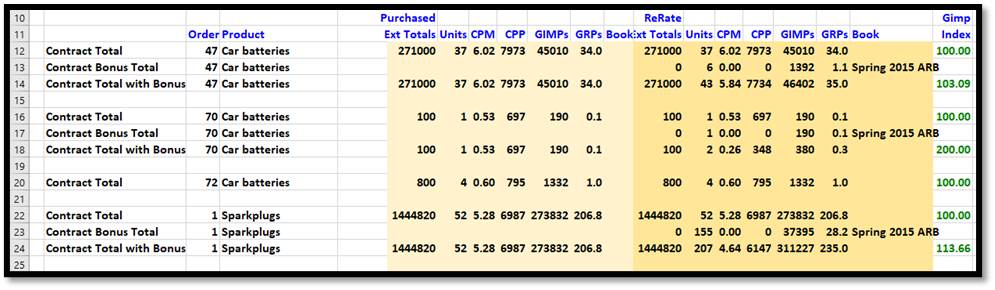 10 Purchased ReRate Gimp
11 Order Product Ext Totals Units CPM CPP GIMPs GRPs Book Ext Totals Units CPM CPP GIMPs GRPs Book Index
12 Contract Total 47 Car batteries 271000 37 6.02 7973 45010 34.0 271000 37 6.02 7973 45010 34.0 100.00
13 Contract Bonus Total 47 Car batteries 0 6 0.00 0 1392 1.1 Spring 2015 ARB
14 Contract Total with Bonus 47 Car batteries 271000 37 6.02 7973 45010 34.0 271000 43 5.84 7734 46402 35.0 103.09
15
16 Contract Total 70 Car batteries 100 1 0.53 697 190 0.1 100 1 0.53 697 190 0.1 100.00
17 Contract Bonus Total 70 Car batteries 0 1 0.00 0 190 0.1 Spring 2015 ARB
18 Contract Total with Bonus 70 Car batteries 100 1 0.53 697 190 0.1 100 2 0.26 348 380 0.3 200.00
19
20 Contract Total 72 Car batteries 800 4 0.60 795 1332 1.0 800 4 0.60 795 1332 1.0 100.00
21
22 Contract Total 1 Sparkplugs 1444820 52 5.28 6987 273832 206.8 1444820 52 5.28 6987 273832 206.8 100.00
23 Contract Bonus Total 1 Sparkplugs 0 155 0.00 0 37395 28.2 Spring 2015 ARB
24 Contract Total with Bonus 1 Sparkplugs 1444820 52 5.28 6987 273832 206.8 1444820 207 4.64 6147 311227 235.0 113.66
25